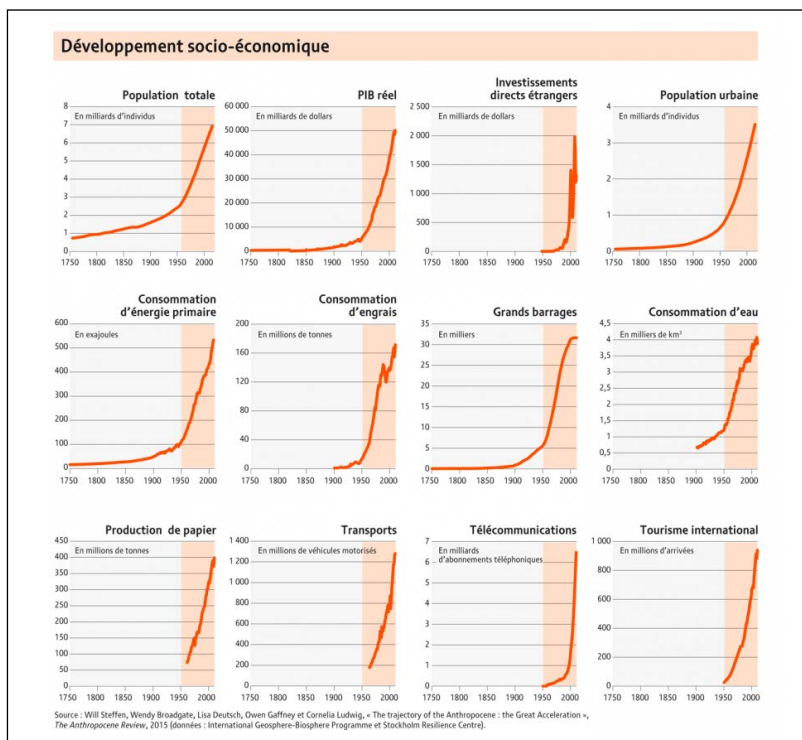 Développement socio-économique
Population totale
En milliards d'individus
8
7
6
5
4
3
2
1
0
1750 1800 1850 1900 1950 2000
PIB réel
En milliards de dollars
60 000
50 000
40 000
30 000
20 000
10 000
0
1750 1800 1850 1900 1950 2000
Investissements
directs étrangers
En milliards de dollars
2 500
2 000
1 500
1 000
500
0
1750 1800 1850 1900 1950 2000
Population urbaine
En milliards d'individus
4
3
2
1
0
1750 1800 1850 1900 1950 2000
Consommation
d'énergie primaire
En exajoules
600
500
400
300
200
100
0
1750 1800 1850 1900 1950 2000
Consommation
d'engrais
En millions de tonnes
200
160
120
80
40
0
1750 1800 1850 1900 1950 2000
Grands barrages
En milliers
35
30
25
20
15
10
5
0
1750 1800 1850 1900 1950 2000
Consommation d'eau
En milliers de km³
4,5
4
3,5
3
2,5
2
1,5
1
0,5
0
1750 1800 1850 1900 1950 2000
Production de papier
En millions de tonnes
450
400
350
300
250
200
150
100
50
0
1750 1800 1850 1900 1950 2000
Transports
En millions de véhicules motorisés
1 400
1 200
1 000
800
600
400
200
0
1750 1800 1850 1900 1950 2000
Télécommunications
En milliards
d'abonnements téléphoniques
7
6
5
4
3
2
1
0
1750 1800 1850 1900 1950 2000
Tourisme international
En millions d'arrivées
1 000
800
600
400
200
0
1750 1800 1850 1900 1950 2000
Source : Will Steffen, Wendy Broadgate, Lisa Deutsch, Owen Gaffney et Cornelia Ludwig, « The trajectory of the Anthropocene : the Great Acceleration »,
The Anthropocene Review, 2015 (données : International Geosphere-Biosphere Programme et Stockholm Resilience Centre).